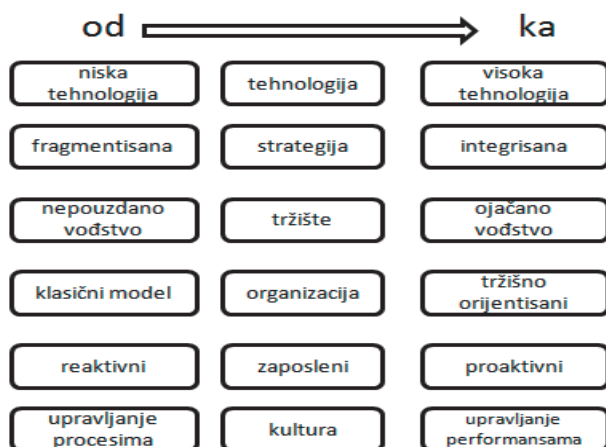 od ka
niska
tehnologija
tehnologija
visoka
tehnologija
fragmentisana
strategija
integrisana
nepouzdano
vođstvo
tržište
ojačano
vođstvo
klasični model
organizacija
tržišno
orijentisani
reaktivni
zaposleni
proaktivni
upravljanje
procesima
kultura
upravljanje
performansama